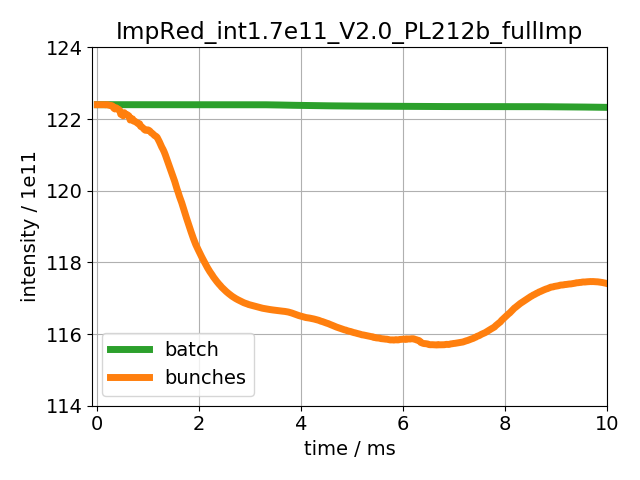 ImpRed_int1.7e11_V2.0_PL212b_fullImp
124
122
120
118
116
114
intensity / 1e11
batch
bunches
0 2 4 6 8 10
time / ms